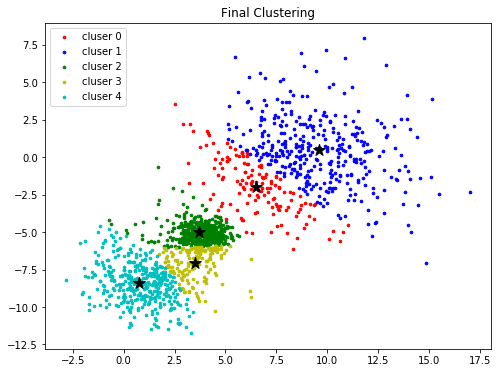 Final Clustering
cluser 0
cluser 1
cluser 2
cluser 3
cluser 4
7.5
5.0
2.5
0.0
−2.5
−5.0
−7.5
−10.0
−12.5
−2.5 0.0 2.5 5.0 7.5 10.0 12.5 15.0 17.5